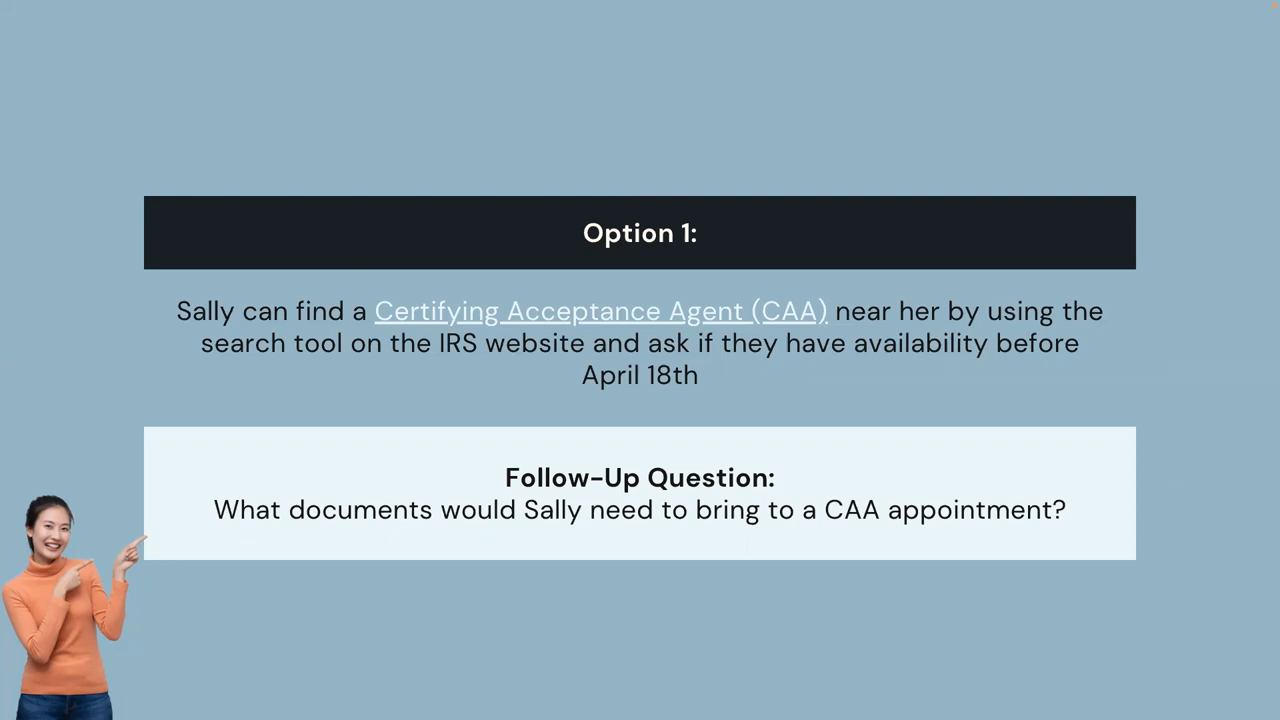 Option 1:
Sally can find a Certifying Acceptance Agent (CAA) near her by using the
search tool on the IRS website and ask if they have availability before
April 18th
Follow-Up Question:
What documents would Sally need to bring to a CAA appointment?